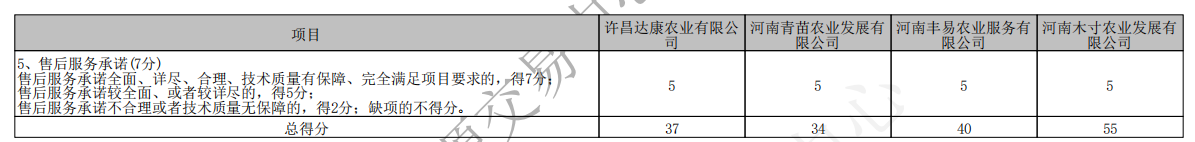 项目
许昌达康农业有限公
司
河南青苗农业发展有
限公司
河南丰易农业服务有
限公司
河南木寸农业发展有
限公司
5、售后服务承诺(7分)
售后服务承诺全面、详尽、合理、技术质量有保障、完全满足项目要求的，得7分；
售后服务承诺较全面、或者较详尽的，得5分；
售后服务承诺不合理或者技术质量无保障的，得2分；缺项的不得分。
5
5
5
5
总得分
37
34
40
55
源交易
中心